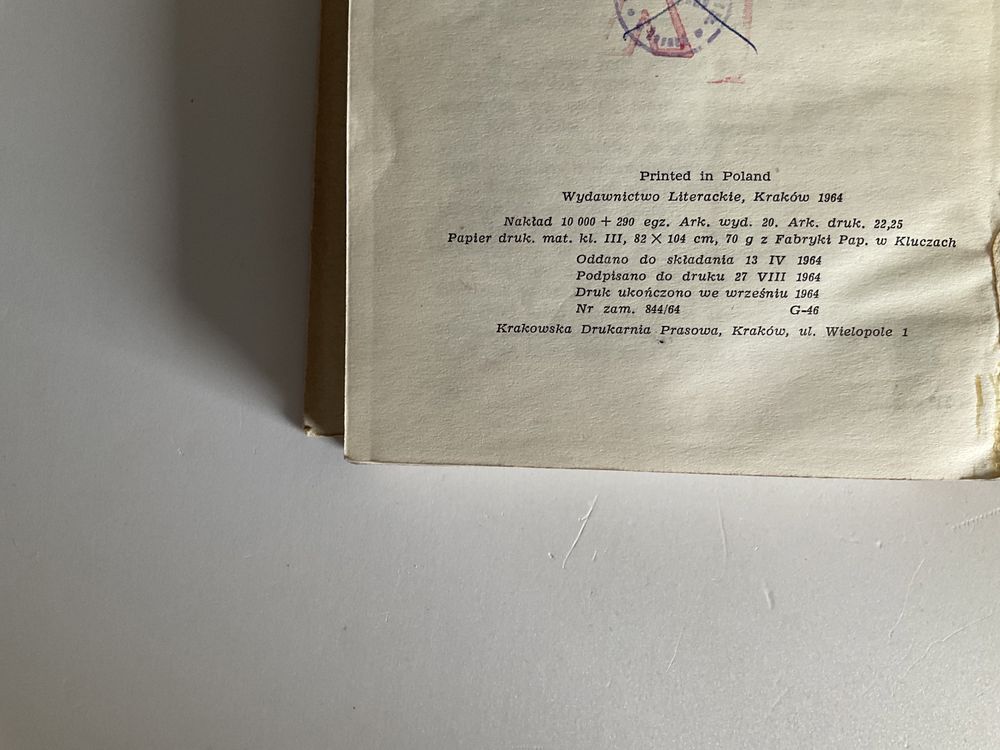 Printed in Poland
Wydawnictwo Literackie, Kraków 1964
Nakład 10 000 + 290 egz. Ark. wyd. 20. Ark. druk. 22,25
Papier druk. mat. kl. III, 82 × 104 cm, 70 g z Fabryki Pap. w Kluczach
Oddano do składania 13 IV 1964
Podpisano do druku 27 VIII 1964
Druk ukończono we wrześniu 1964
Nr zam. 844/64 G-46
Krakowska Drukarnia Prasowa, Kraków, ul. Wielopole 1